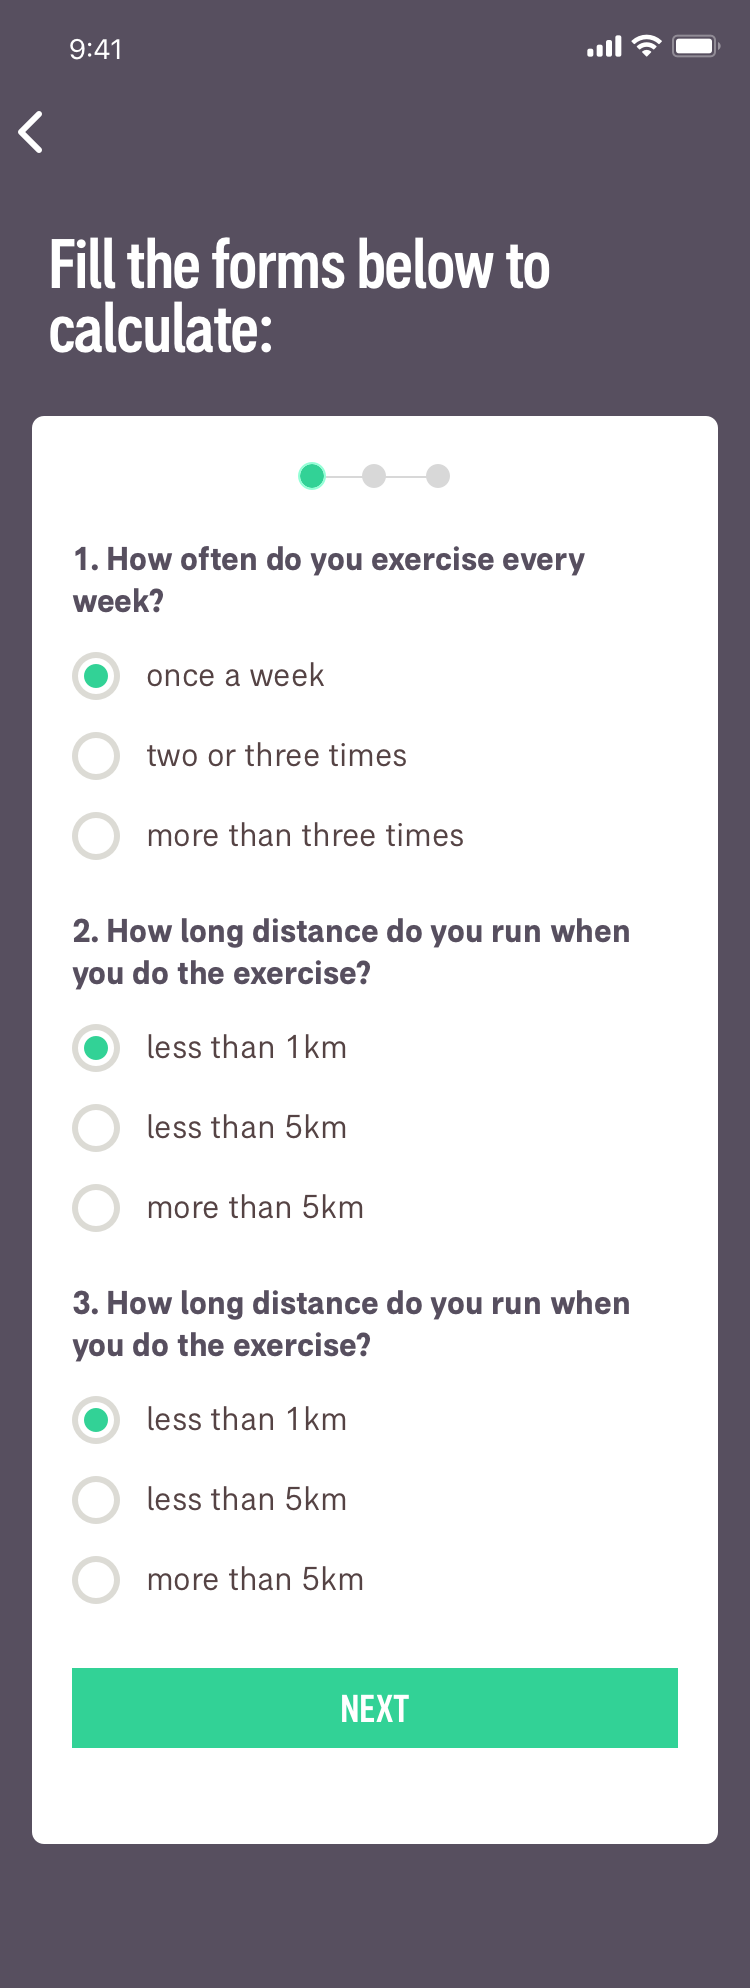 9:41
Fill the forms below to
calculate:
1. How often do you exercise every
week?
once a week
two or three times
more than three times
2. How long distance do you run when
you do the exercise?
less than 1km
less than 5km
more than 5km
3. How long distance do you run when
you do the exercise?
less than 1km
less than 5km
more than 5km
NEXT